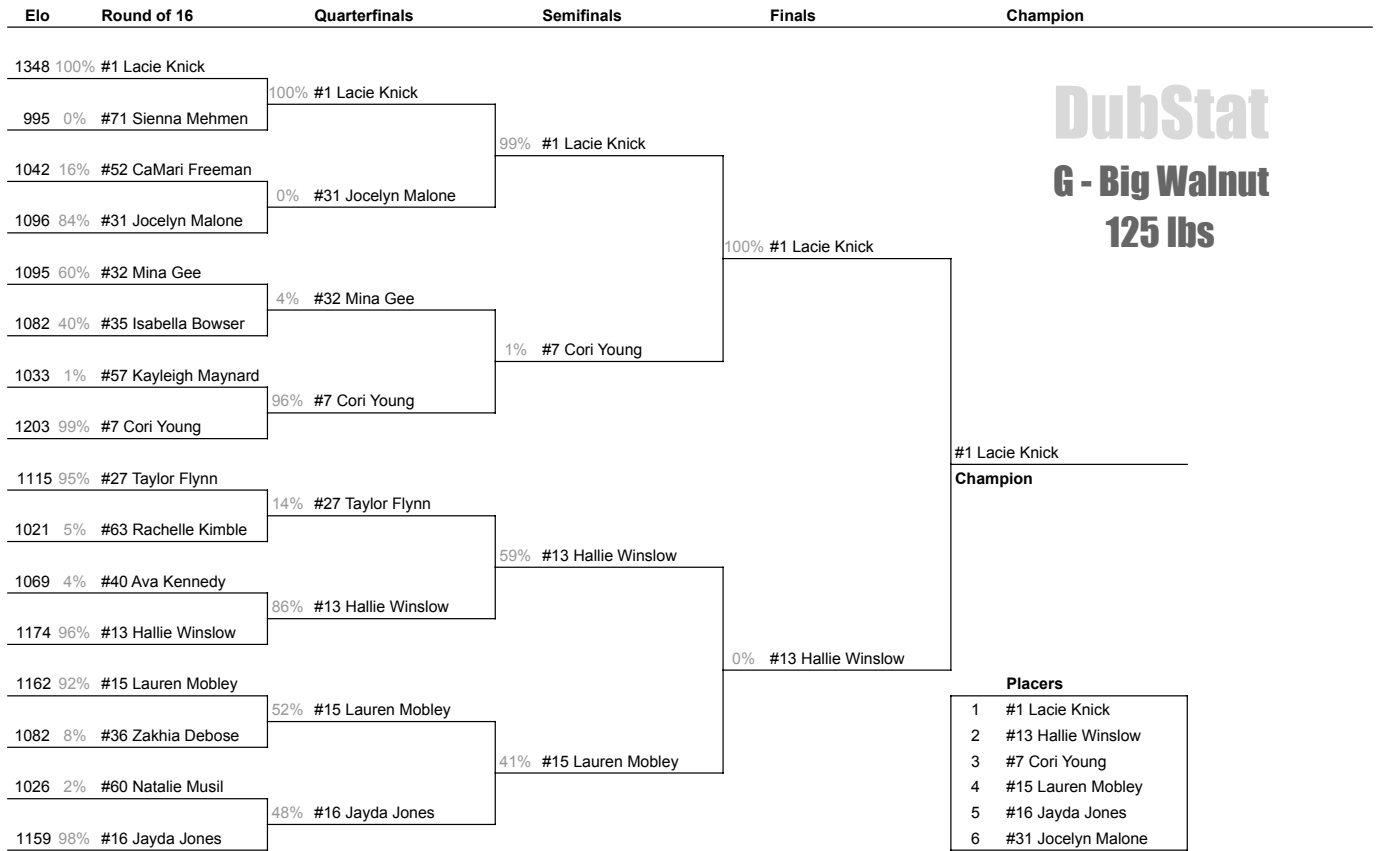 Elo Round of 16 Quarterfinals Semifinals Finals Champion
DubStat
G - Big Walnut
125 lbs
1348 100% #1 Lacie Knick
100% #1 Lacie Knick
995 0% #71 Sienna Mehmen
99% #1 Lacie Knick
1042 16% #52 CaMari Freeman
0% #31 Jocelyn Malone
1096 84% #31 Jocelyn Malone
100% #1 Lacie Knick
1095 60% #32 Mina Gee
4% #32 Mina Gee
1082 40% #35 Isabella Bowser
1% #7 Cori Young
1033 1% #57 Kayleigh Maynard
96% #7 Cori Young
1203 99% #7 Cori Young
#1 Lacie Knick
Champion
1115 95% #27 Taylor Flynn
14% #27 Taylor Flynn
1021 5% #63 Rachelle Kimble
59% #13 Hallie Winslow
1069 4% #40 Ava Kennedy
86% #13 Hallie Winslow
1174 96% #13 Hallie Winslow
0% #13 Hallie Winslow
1162 92% #15 Lauren Mobley
52% #15 Lauren Mobley
1082 8% #36 Zakhia Debose
41% #15 Lauren Mobley
1026 2% #60 Natalie Musil
48% #16 Jayda Jones
1159 98% #16 Jayda Jones
Placers
1 #1 Lacie Knick
2 #13 Hallie Winslow
3 #7 Cori Young
4 #15 Lauren Mobley
5 #16 Jayda Jones
6 #31 Jocelyn Malone